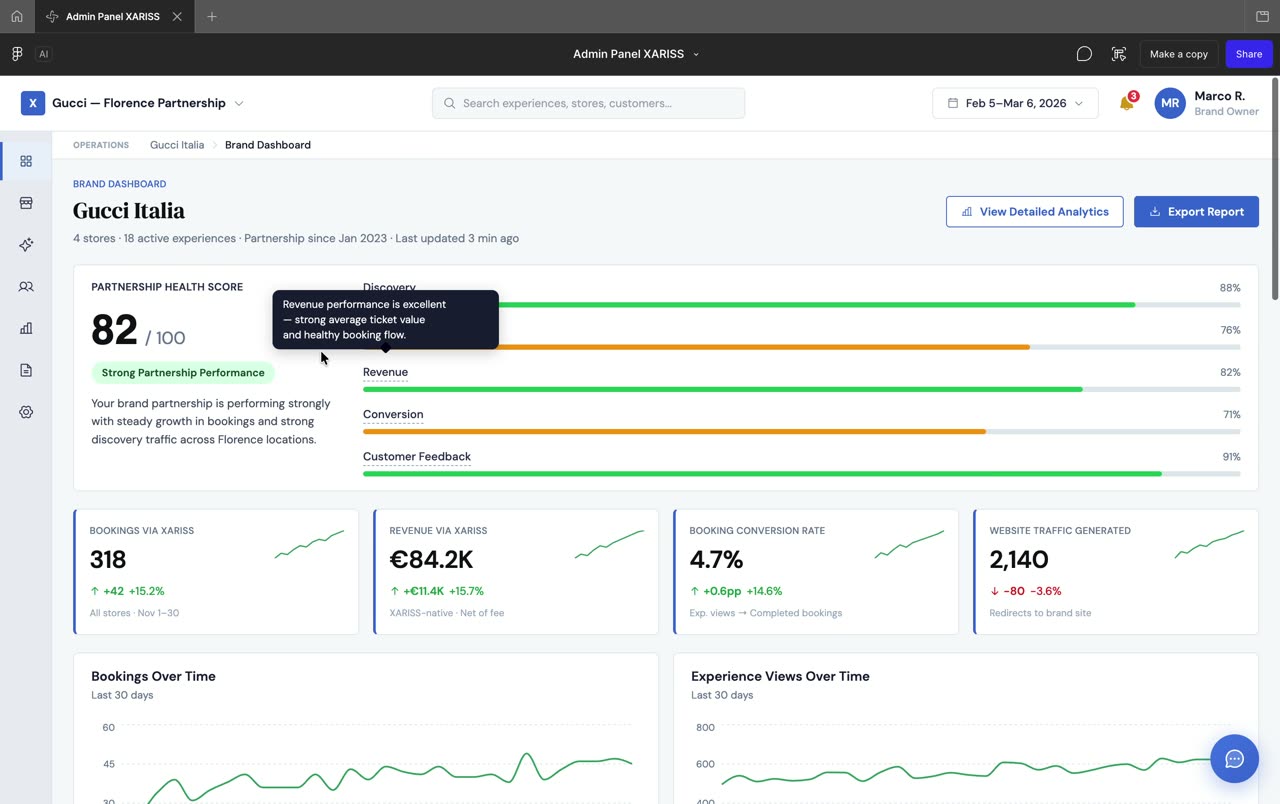 Admin Panel XARISS
AI
Admin Panel XARISS
Make a copy
Share
X
Gucci — Florence Partnership
Search experiences, stores, customers...
Feb 5–Mar 6, 2026
3
MR
Marco R.
Brand Owner
OPERATIONS
Gucci Italia
Brand Dashboard
BRAND DASHBOARD
Gucci Italia
4 stores · 18 active experiences · Partnership since Jan 2023 · Last updated 3 min ago
View Detailed Analytics
Export Report
PARTNERSHIP HEALTH SCORE
82 / 100
Strong Partnership Performance
Your brand partnership is performing strongly
with steady growth in bookings and strong
discovery traffic across Florence locations.
Discovery
88%
Revenue performance is excellent
— strong average ticket value
and healthy booking flow.
76%
Revenue
82%
Conversion
71%
Customer Feedback
91%
BOOKINGS VIA XARISS
318
↑ +42 +15.2%
All stores · Nov 1–30
REVENUE VIA XARISS
€84.2K
↑ +€11.4K +15.7%
XARISS-native · Net of fee
BOOKING CONVERSION RATE
4.7%
↑ +0.6pp +14.6%
Exp. views → Completed bookings
WEBSITE TRAFFIC GENERATED
2,140
↓ -80 -3.6%
Redirects to brand site
Bookings Over Time
Last 30 days
60
45
30
Experience Views Over Time
Last 30 days
800
600
400